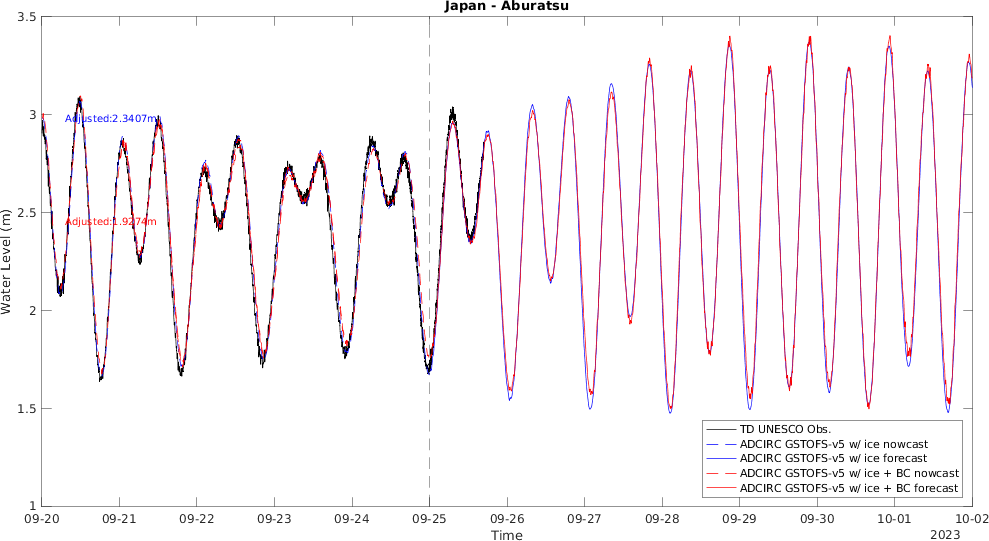 Japan - Aburatsu
3.5
3
2.5
2
1.5
1
Water Level (m)
Adjusted:2.3407m
Adjusted:1.9274m
TD UNESCO Obs.
ADCIRC GSTOFS-v5 w/ ice nowcast
ADCIRC GSTOFS-v5 w/ ice forecast
ADCIRC GSTOFS-v5 w/ ice + BC nowcast
ADCIRC GSTOFS-v5 w/ ice + BC forecast
09-20 09-21 09-22 09-23 09-24 09-25 09-26 09-27 09-28 09-29 09-30 10-01 10-02
Time
2023